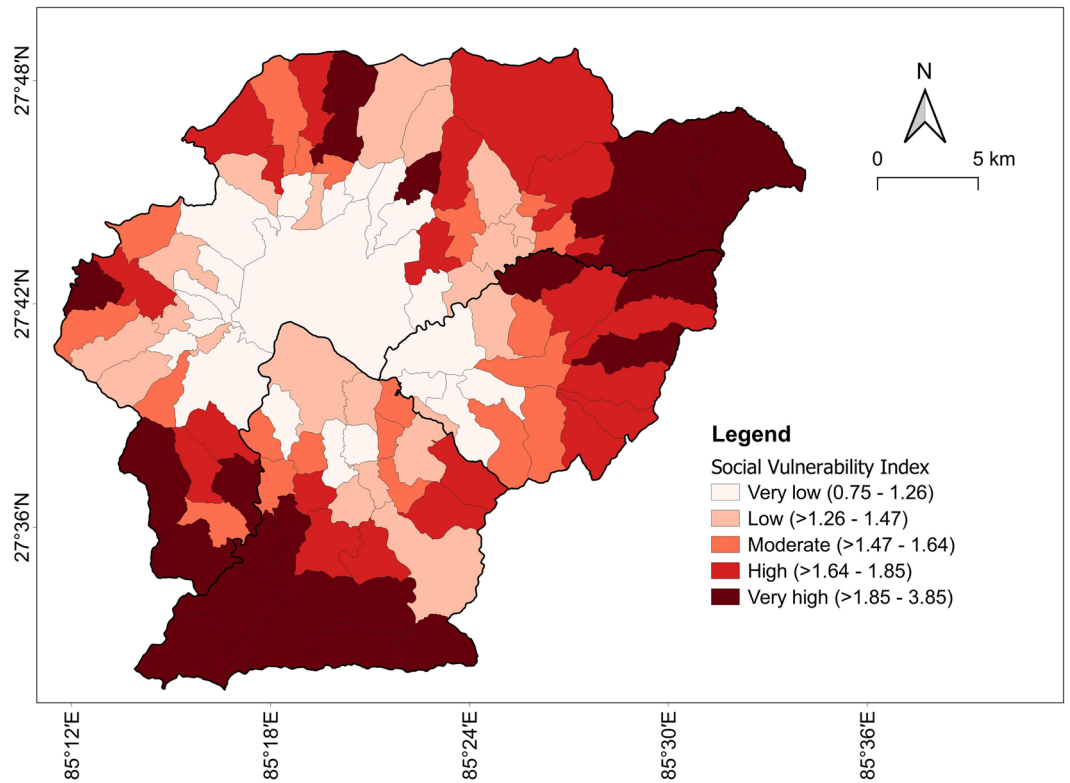 27°48′N
27°42′N
27°36′N
N
0 5 km
Legend
Social Vulnerability Index
Very low (0.75 - 1.26)
Low (>1.26 - 1.47)
Moderate (>1.47 - 1.64)
High (>1.64 - 1.85)
Very high (>1.85 - 3.85)
85°12′E
85°18′E
85°24′E
85°30′E
85°36′E